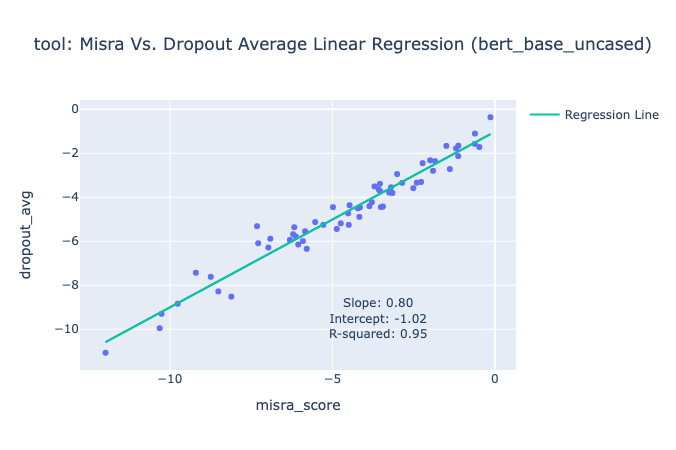 tool: Misra Vs. Dropout Average Linear Regression (bert_base_uncased)
0
−2
−4
−6
−8
−10
dropout_avg
Regression Line
Slope: 0.80
Intercept: -1.02
R-squared: 0.95
−10
−5
0
misra_score